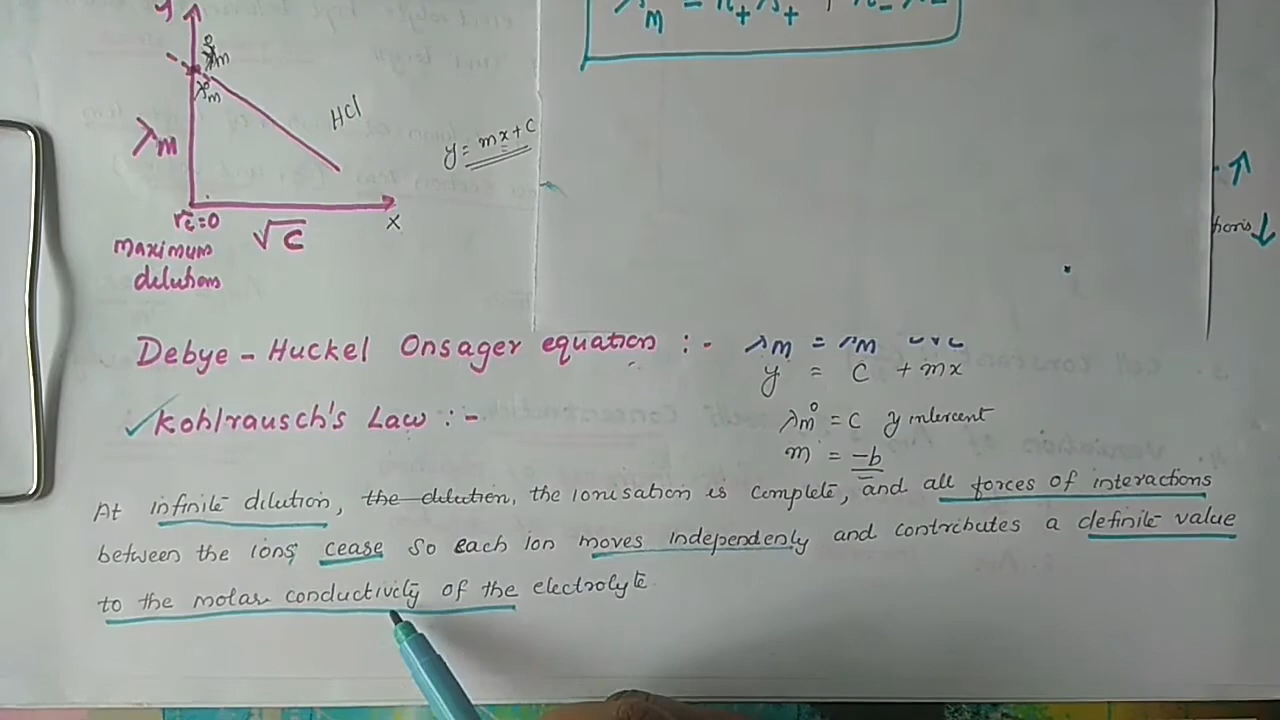 y
λ°m
λ°m
λm
HCl
y = mx+c
√c=0
√c
x
maximum
dilution
Debye-Huckel Onsager equation :-
λm =
y = c + mx
Kohlrausch's Law :-
λ°m = c y intercent
m = -b
At infinite dilution, the dilution, the ionisation is complete, and all forces of interactions
between the ions cease so each ion moves independenly and contributes a definite value
to the molar conductivity of the electrolyte.